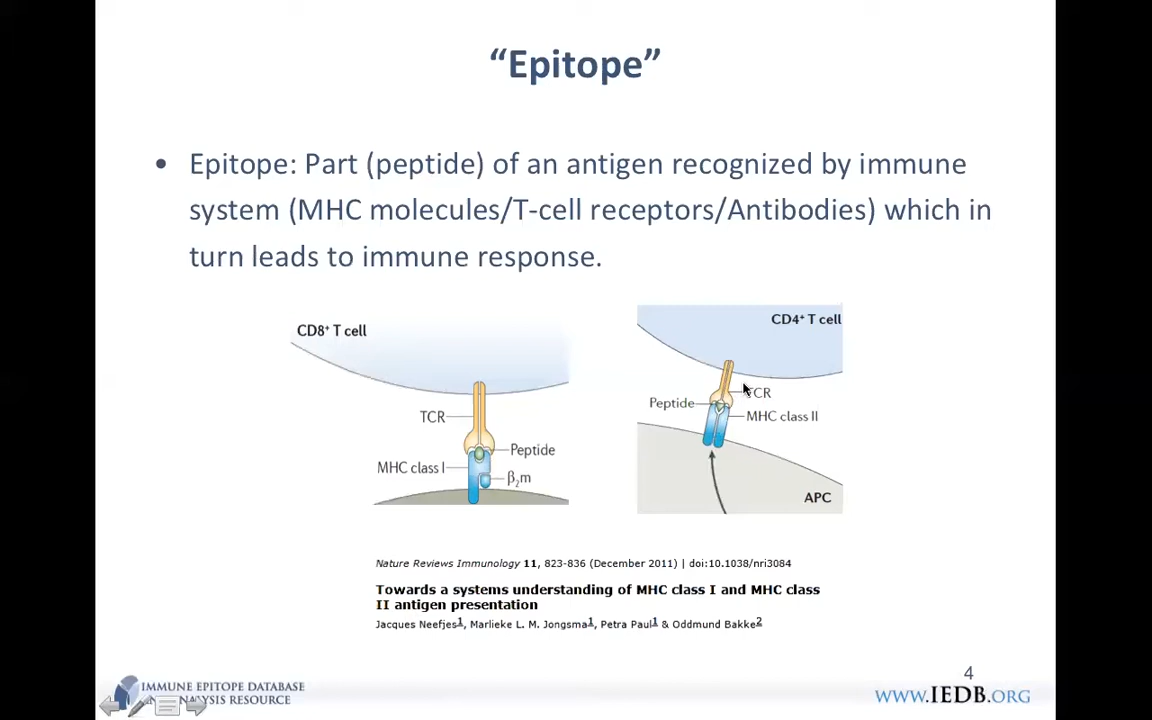 “Epitope”
• Epitope: Part (peptide) of an antigen recognized by immune
system (MHC molecules/T-cell receptors/Antibodies) which in
turn leads to immune response.
CD8⁺ T cell
TCR
Peptide
MHC class I
β₂m
CD4⁺ T cell
TCR
Peptide
MHC class II
APC
Nature Reviews Immunology 11, 823-836 (December 2011) | doi:10.1038/nri3084
Towards a systems understanding of MHC class I and MHC class
II antigen presentation
Jacques Neefjes¹, Marlieke L. M. Jongsma¹, Petra Paul¹ & Oddmund Bakke²
4
IMMUNE EPITOPE DATABASE
AND ANALYSIS RESOURCE
WWW.IEDB.ORG